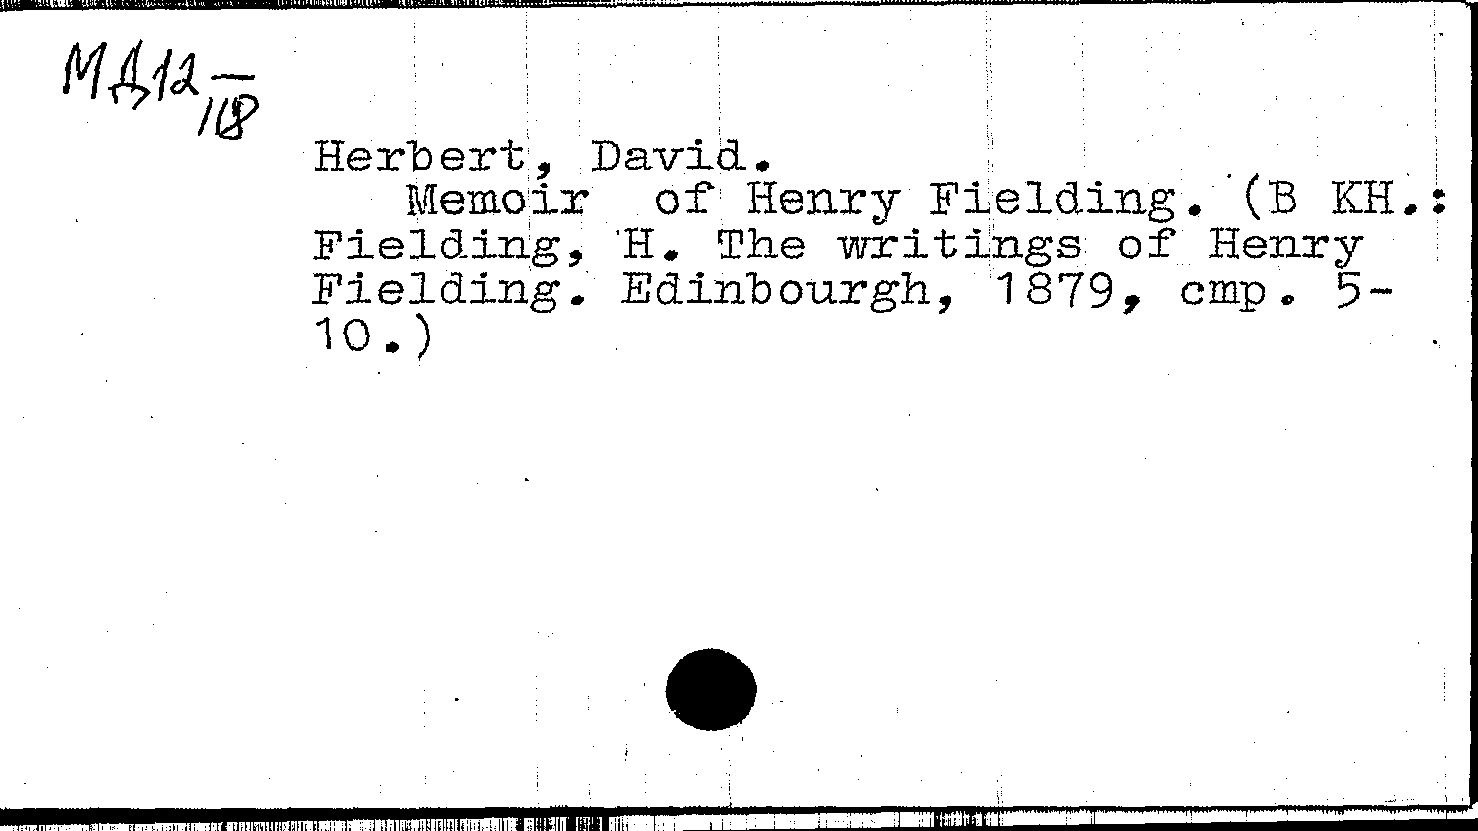 МД12—
118
Herbert, David.
Memoir of Henry Fielding. (В КН.:
Fielding, H. The writings of Henry
Fielding. Edinbourgh, 1879, стр. 5-
10.)